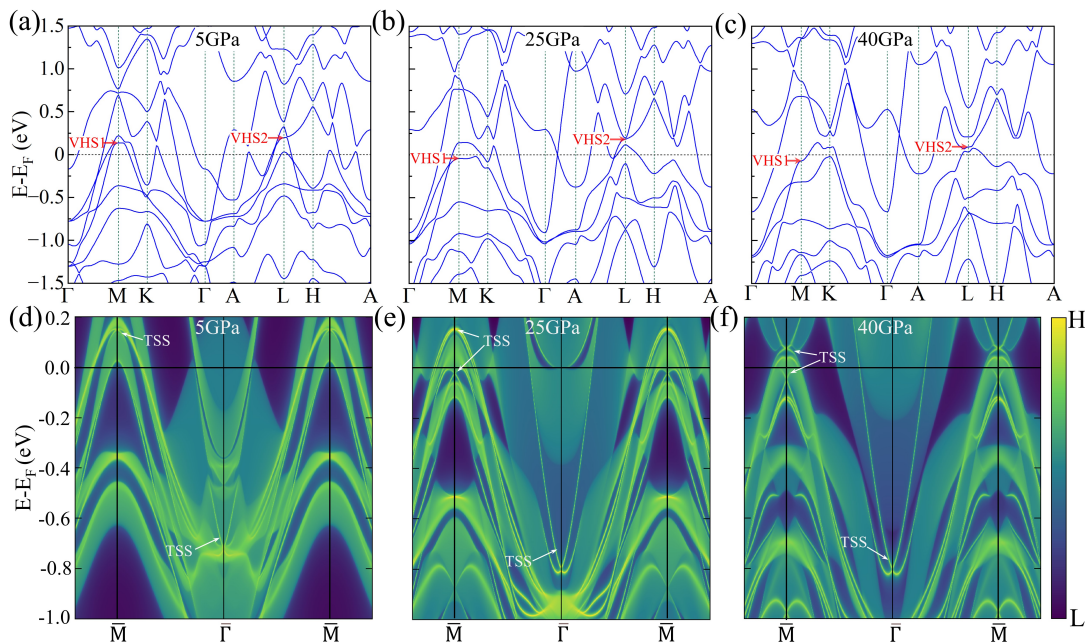 (a) 5GPa (b) 25GPa (c) 40GPa
1.5
1.0
0.5
0
-0.5
-1.0
-1.5
E-E_F (eV)
VHS1 VHS2 VHS1 VHS2 VHS1 VHS2
Γ M K Γ A L H A Γ M K Γ A L H A Γ M K Γ A L H A
(d) 5GPa (e) 25GPa (f) 40GPa
0.2
0.0
-0.2
-0.4
-0.6
-0.8
-1.0
E-E_F (eV)
TSS TSS TSS
TSS TSS TSS
M̄ Γ̄ M̄ M̄ Γ̄ M̄ M̄ Γ̄ M̄
H
L